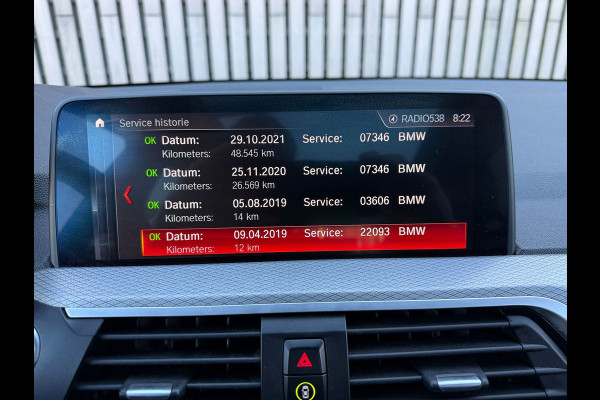 Service historie RADIO538 8:22
OK Datum: 29.10.2021 Service: 07346 BMW
Kilometers: 48.545 km
OK Datum: 25.11.2020 Service: 07346 BMW
Kilometers: 26.569 km
OK Datum: 05.08.2019 Service: 03606 BMW
Kilometers: 14 km
OK Datum: 09.04.2019 Service: 22093 BMW
Kilometers: 12 km